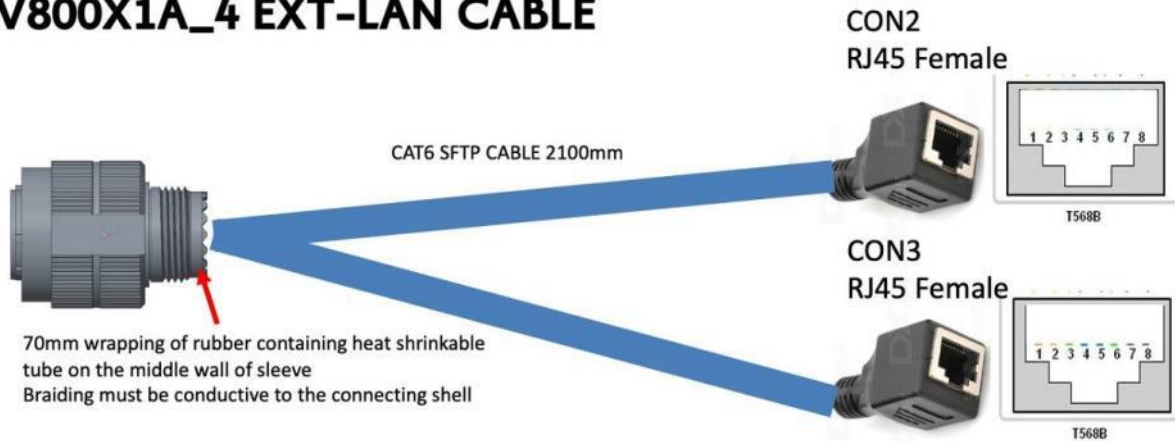 V800X1A_4 EXT-LAN CABLE
CON2
RJ45 Female
CAT6 SFTP CABLE 2100mm
1 2 3 4 5 6 7 8
T568B
CON3
RJ45 Female
70mm wrapping of rubber containing heat shrinkable
tube on the middle wall of sleeve
Braiding must be conductive to the connecting shell
1 2 3 4 5 6 7 8
T568B